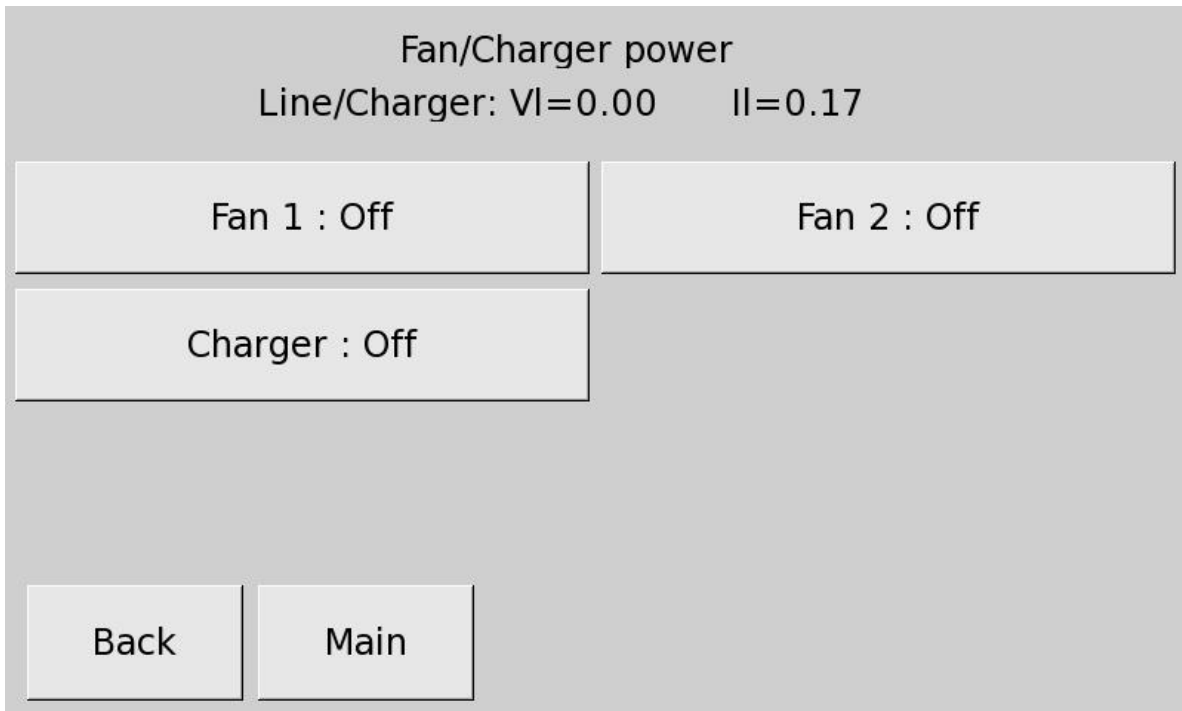 Fan/Charger power
Line/Charger: Vl=0.00 Il=0.17
Fan 1 : Off
Fan 2 : Off
Charger : Off
Back
Main